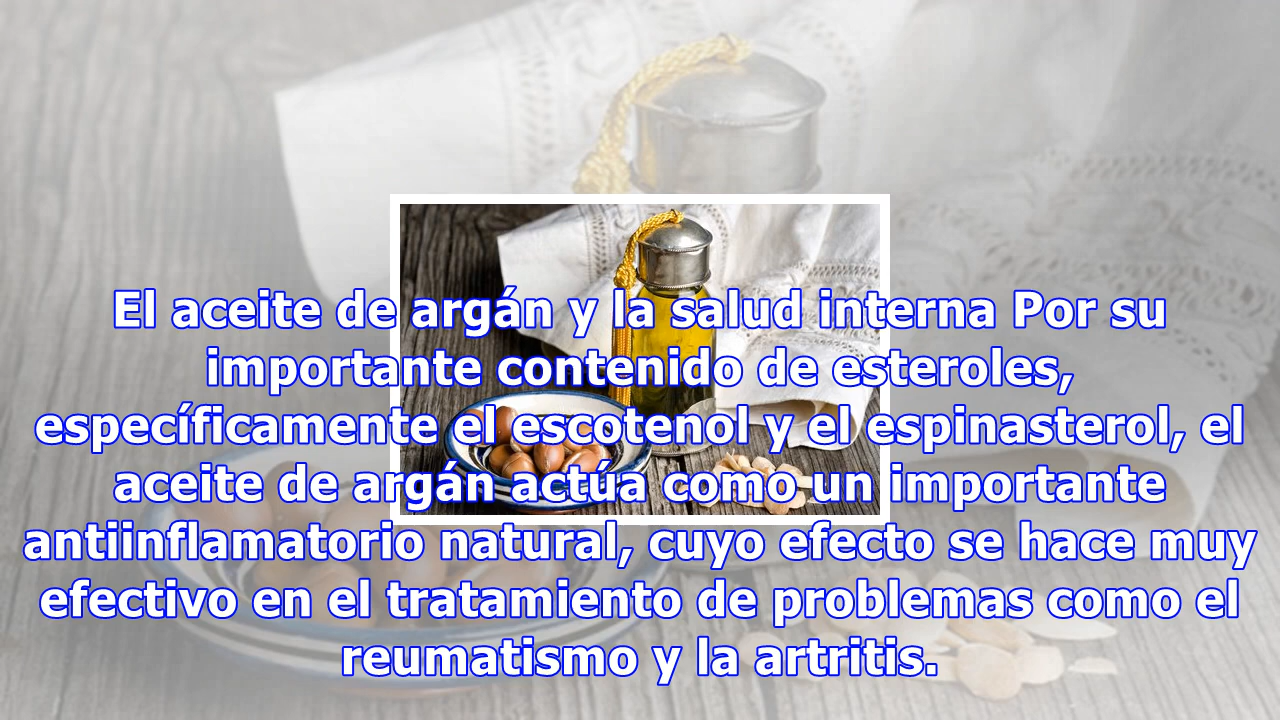 El aceite de argán y la salud interna Por su
importante contenido de esteroles,
específicamente el escotenol y el espinasterol, el
aceite de argán actúa como un importante
antiinflamatorio natural, cuyo efecto se hace muy
efectivo en el tratamiento de problemas como el
reumatismo y la artritis.